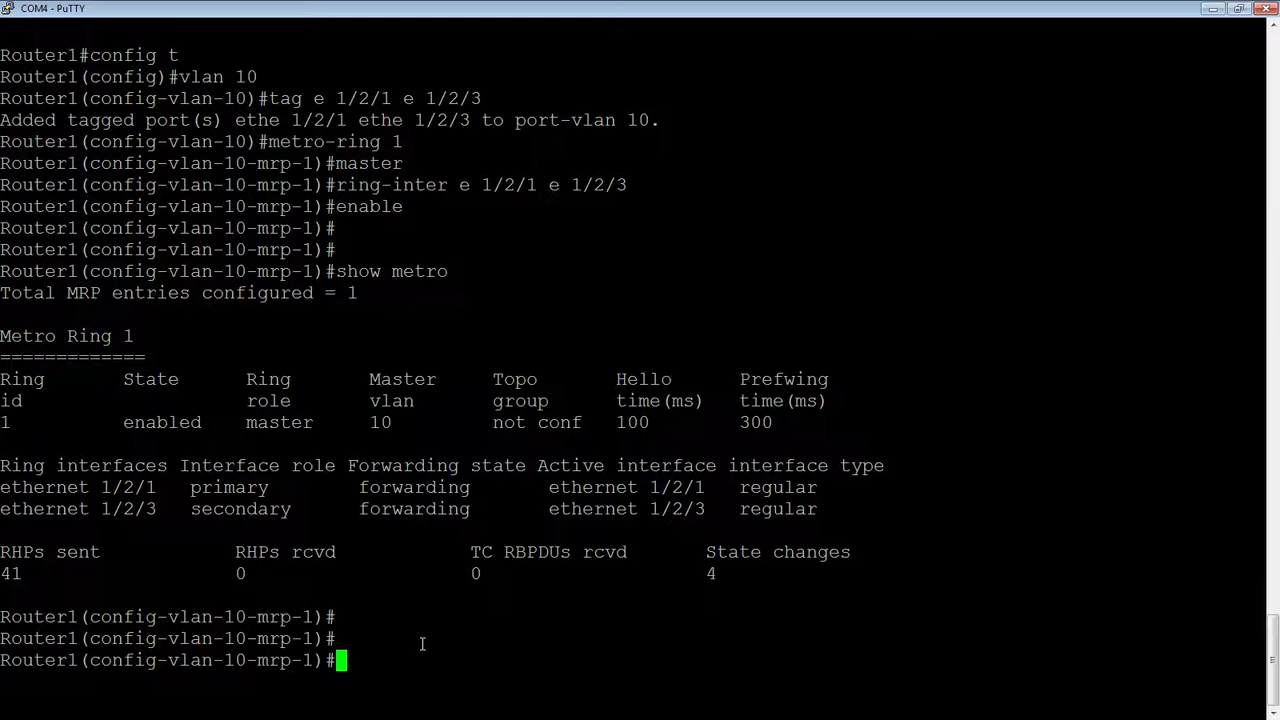 COM4 - PuTTY
Router1#config t
Router1(config)#vlan 10
Router1(config-vlan-10)#tag e 1/2/1 e 1/2/3
Added tagged port(s) ethe 1/2/1 ethe 1/2/3 to port-vlan 10.
Router1(config-vlan-10)#metro-ring 1
Router1(config-vlan-10-mrp-1)#master
Router1(config-vlan-10-mrp-1)#ring-inter e 1/2/1 e 1/2/3
Router1(config-vlan-10-mrp-1)#enable
Router1(config-vlan-10-mrp-1)#
Router1(config-vlan-10-mrp-1)#
Router1(config-vlan-10-mrp-1)#show metro
Total MRP entries configured = 1
Metro Ring 1
=============
Ring State Ring Master Topo Hello Prefwing
id role vlan group time(ms) time(ms)
1 enabled master 10 not conf 100 300
Ring interfaces Interface role Forwarding state Active interface interface type
ethernet 1/2/1 primary forwarding ethernet 1/2/1 regular
ethernet 1/2/3 secondary forwarding ethernet 1/2/3 regular
RHPs sent RHPs rcvd TC RBPDUs rcvd State changes
41 0 0 4
Router1(config-vlan-10-mrp-1)#
Router1(config-vlan-10-mrp-1)#
Router1(config-vlan-10-mrp-1)#